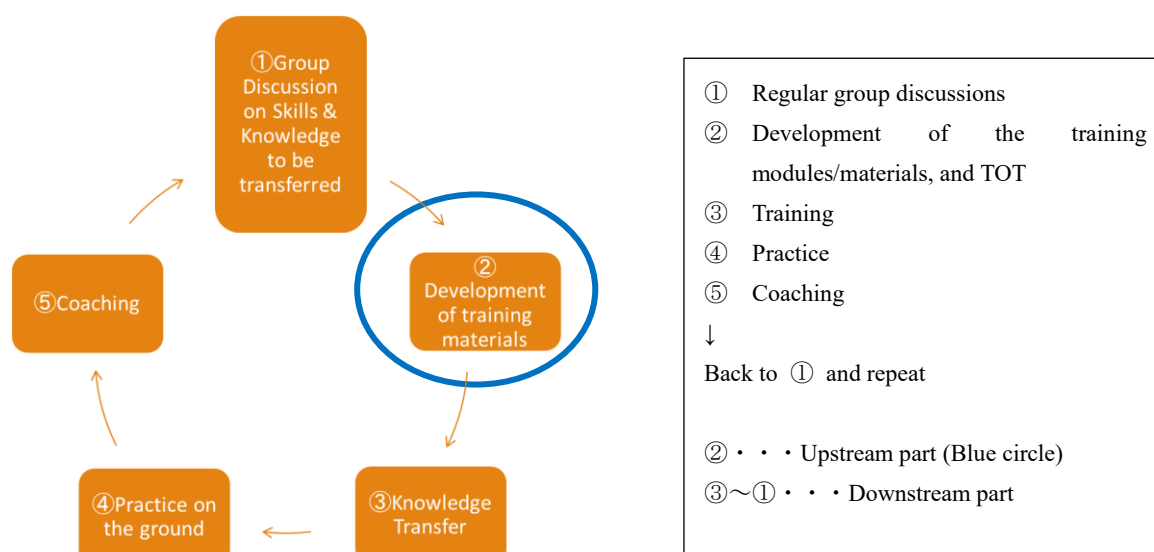 ①Group
Discussion
on Skills &
Knowledge
to be
transferred
②
Development
of training
materials
③Knowledge
Transfer
④Practice on
the ground
⑤Coaching
① Regular group discussions
② Development of the training
modules/materials, and TOT
③ Training
④ Practice
⑤ Coaching
↓
Back to ① and repeat
②・・・Upstream part (Blue circle)
③～①・・・Downstream part